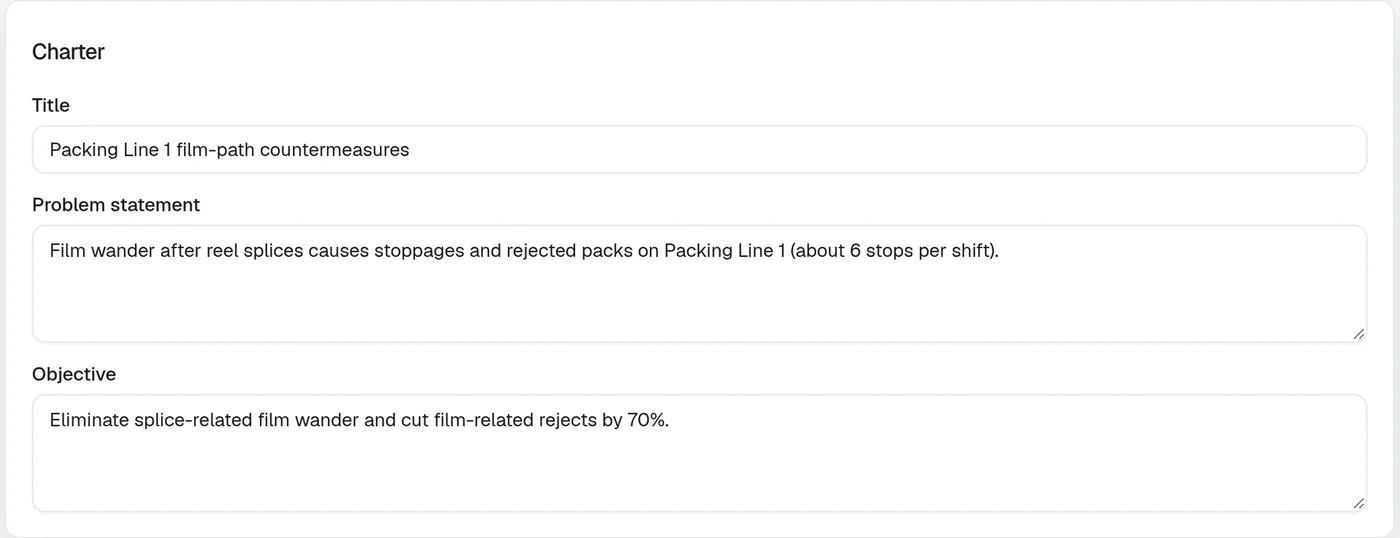 Charter
Title
Packing Line 1 film-path countermeasures
Problem statement
Film wander after reel splices causes stoppages and rejected packs on Packing Line 1 (about 6 stops per shift).
Objective
Eliminate splice-related film wander and cut film-related rejects by 70%.